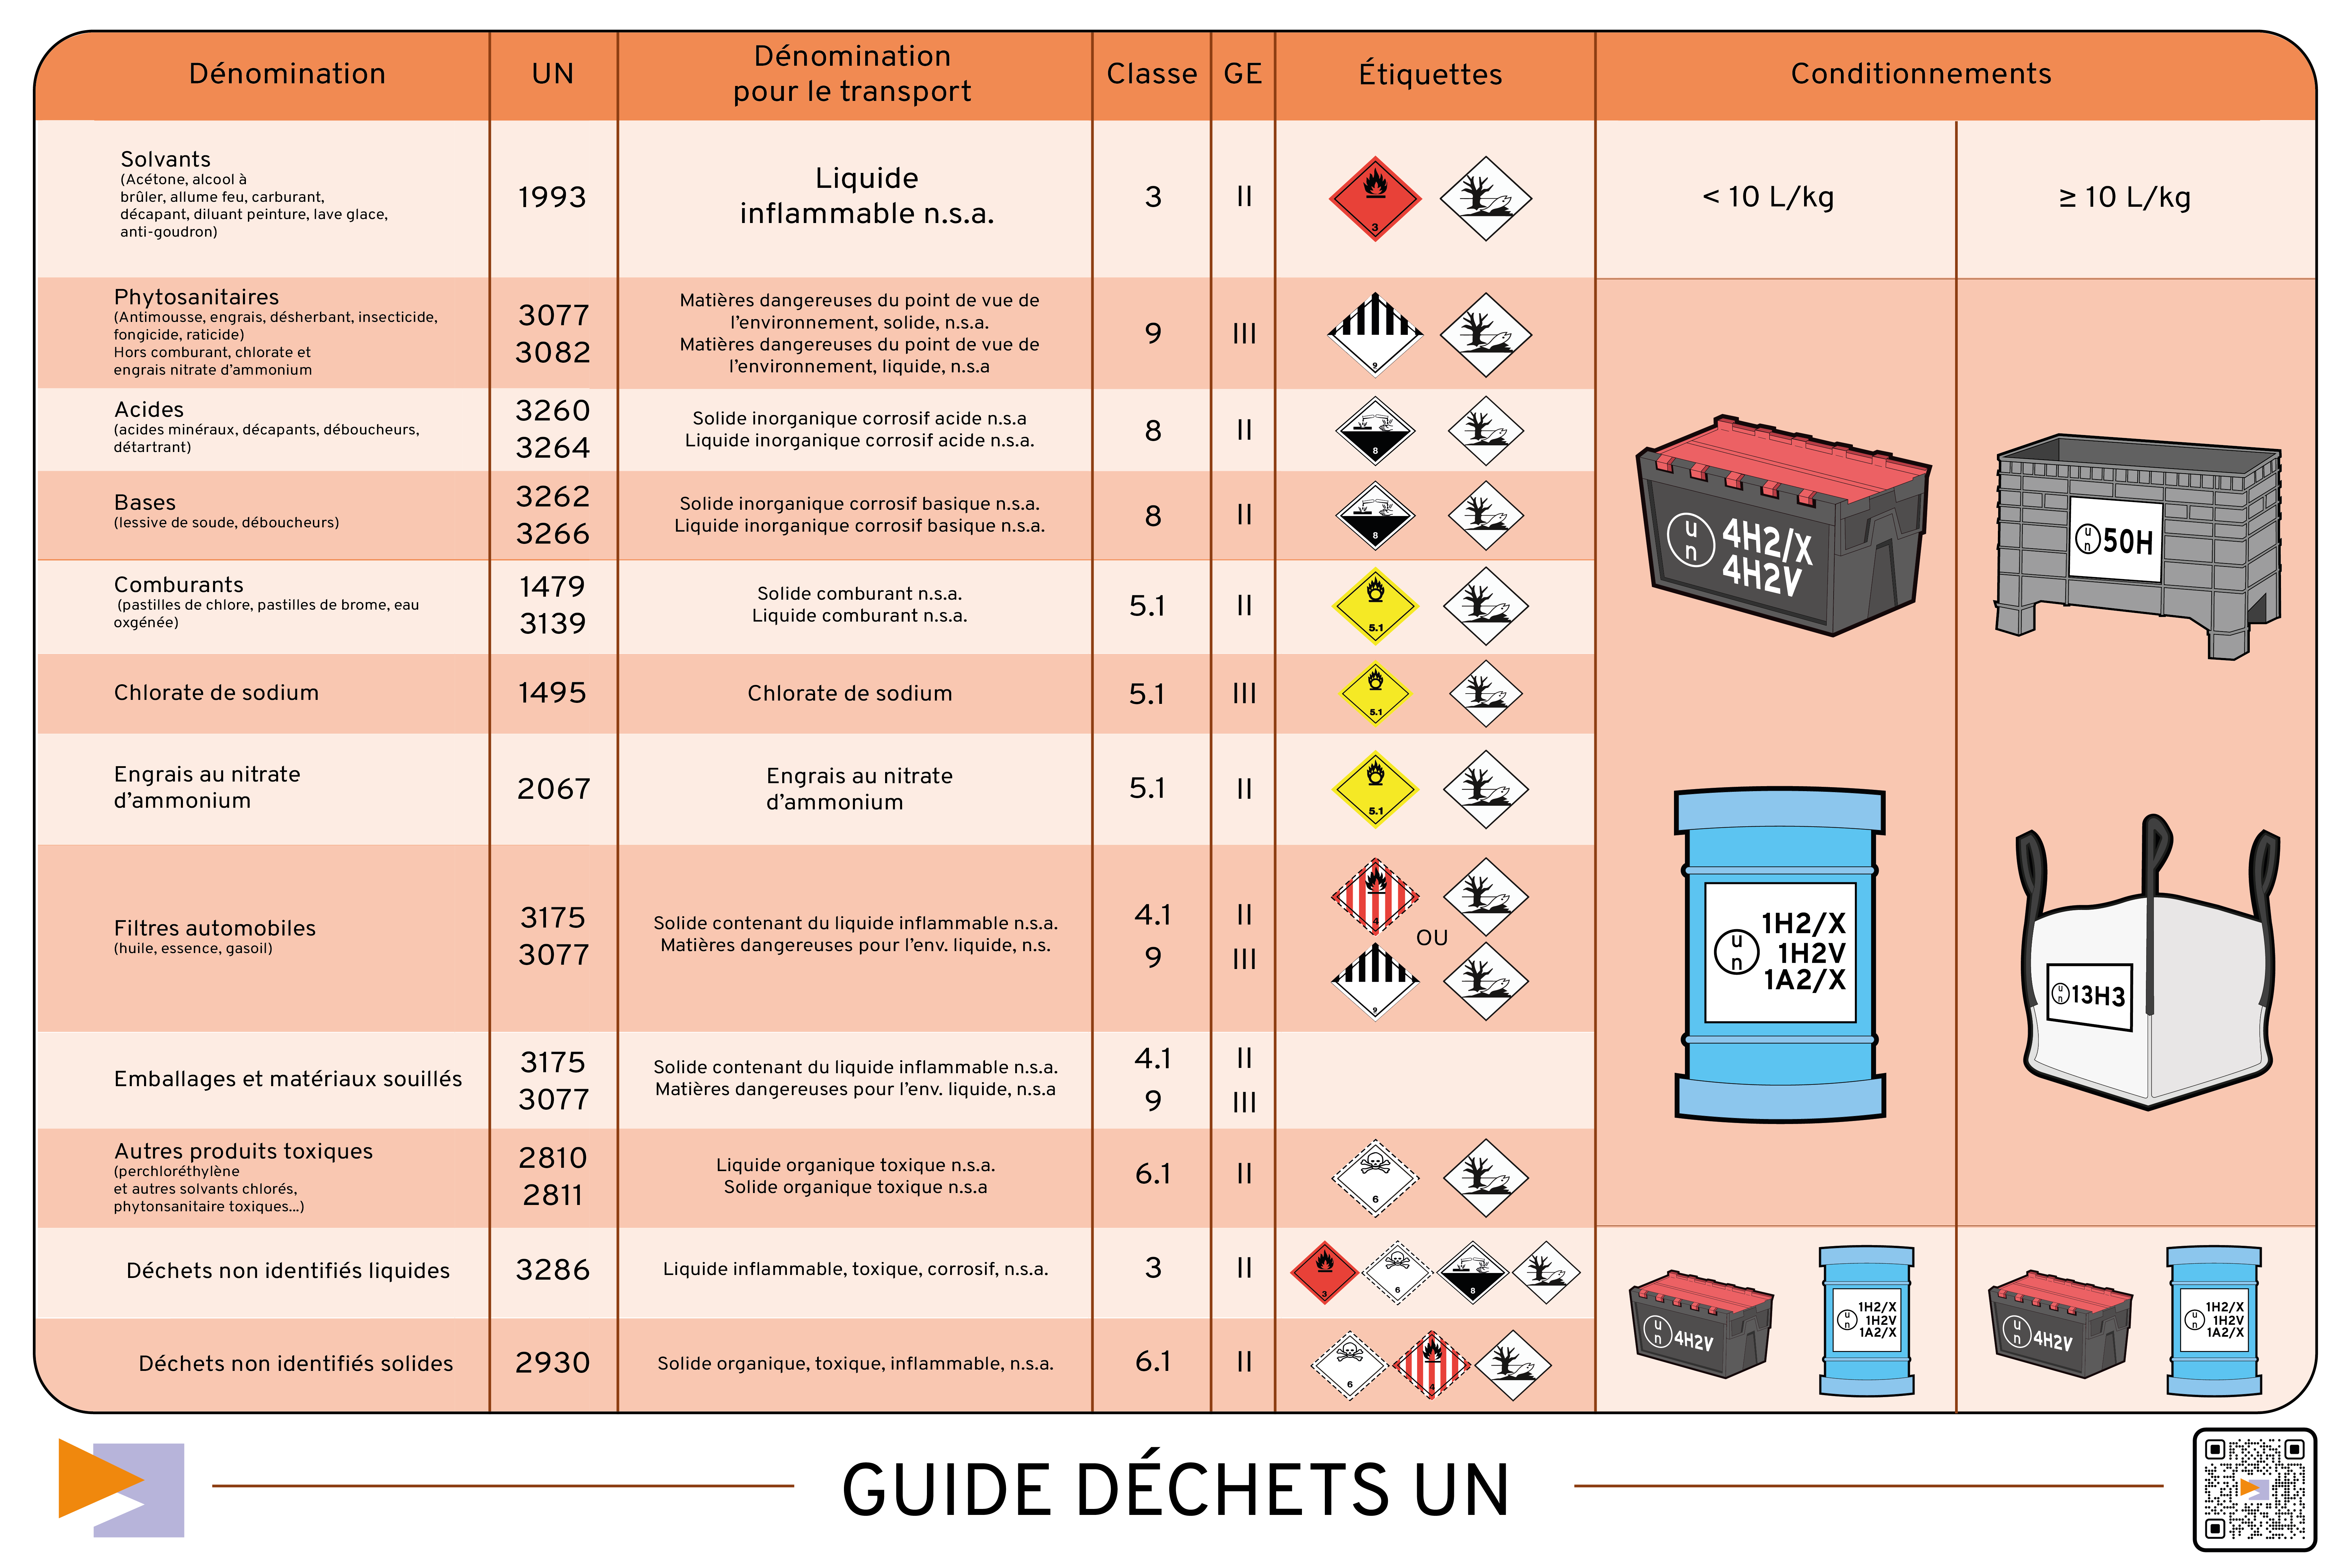 Dénomination
UN
Dénomination
pour le transport
Classe
GE
Étiquettes
Conditionnements
Solvants
(Acétone, alcool à
brûler, allume feu, carburant,
décapant, diluant peinture, lave glace,
anti-goudron)
1993
Liquide
inflammable n.s.a.
3
II
3
< 10 L/kg
≥ 10 L/kg
Phytosanitaires
(Antimousse, engrais, désherbant, insecticide,
fongicide, raticide)
Hors comburant, chlorate et
engrais nitrate d'ammonium
3077
3082
Matières dangereuses du point de vue de
l'environnement, solide, n.s.a.
Matières dangereuses du point de vue de
l'environnement, liquide, n.s.a
9
III
9
Acides
(acides minéraux, décapants, déboucheurs,
détartrant)
3260
3264
Solide inorganique corrosif acide n.s.a
Liquide inorganique corrosif acide n.s.a.
8
II
8
Bases
(lessive de soude, déboucheurs)
3262
3266
Solide inorganique corrosif basique n.s.a.
Liquide inorganique corrosif basique n.s.a.
8
II
8
Comburants
(pastilles de chlore, pastilles de brome, eau
oxgénée)
1479
3139
Solide comburant n.s.a.
Liquide comburant n.s.a.
5.1
II
5.1
Chlorate de sodium
1495
Chlorate de sodium
5.1
III
5.1
Engrais au nitrate
d'ammonium
2067
Engrais au nitrate
d'ammonium
5.1
II
5.1
Filtres automobiles
(huile, essence, gasoil)
3175
3077
Solide contenant du liquide inflammable n.s.a.
Matières dangereuses pour l'env. liquide, n.s.
4.1
9
II
III
4
OU
9
Emballages et matériaux souillés
3175
3077
Solide contenant du liquide inflammable n.s.a.
Matières dangereuses pour l'env. liquide, n.s.a
4.1
9
II
III
Autres produits toxiques
(perchloréthylène
et autres solvants chlorés,
phytonsanitaire toxiques...)
2810
2811
Liquide organique toxique n.s.a.
Solide organique toxique n.s.a
6.1
II
6
Déchets non identifiés liquides
3286
Liquide inflammable, toxique, corrosif, n.s.a.
3
II
3
6
8
Déchets non identifiés solides
2930
Solide organique, toxique, inflammable, n.s.a.
6.1
II
6
4
un
4H2/X
4H2V
un
50H
un
1H2/X
1H2V
1A2/X
un
13H3
un
4H2V
un
1H2/X
1H2V
1A2/X
un
4H2V
un
1H2/X
1H2V
1A2/X
GUIDE DÉCHETS UN